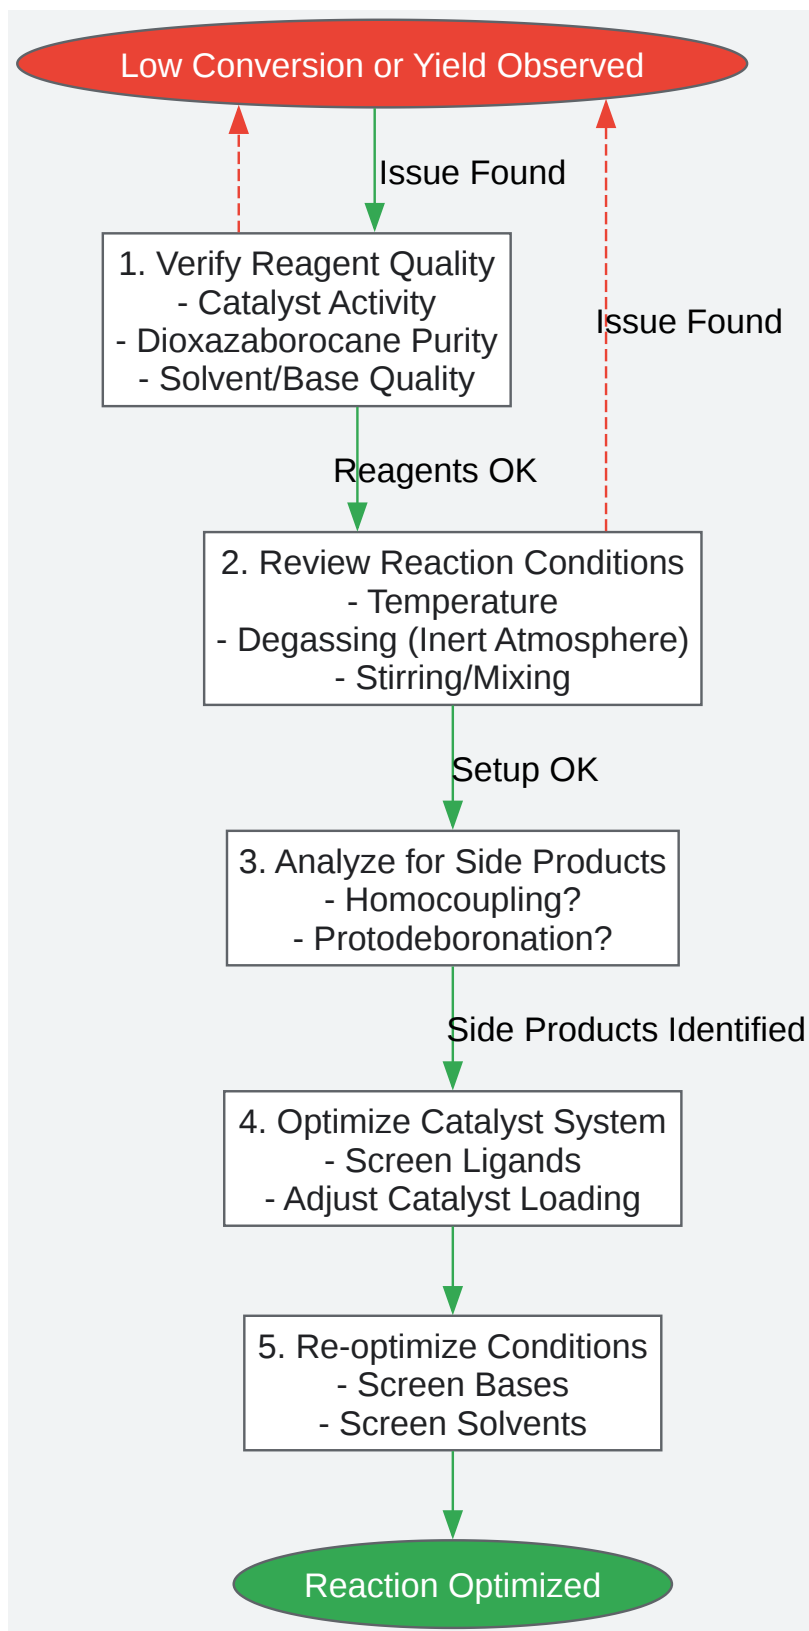 Low Conversion or Yield Observed
Issue Found
1. Verify Reagent Quality
- Catalyst Activity
- Dioxazaborocane Purity
- Solvent/Base Quality
Issue Found
Reagents OK
2. Review Reaction Conditions
- Temperature
- Degassing (Inert Atmosphere)
- Stirring/Mixing
Setup OK
3. Analyze for Side Products
- Homocoupling?
- Protodeboronation?
Side Products Identified
4. Optimize Catalyst System
- Screen Ligands
- Adjust Catalyst Loading
5. Re-optimize Conditions
- Screen Bases
- Screen Solvents
Reaction Optimized